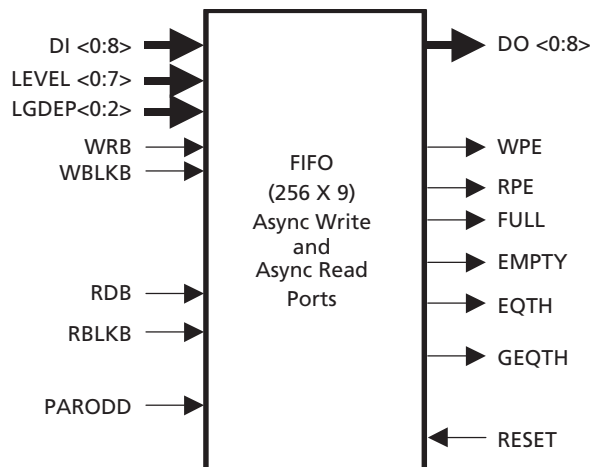 DI <0:8>
LEVEL <0:7>
LGDEP<0:2>
WRB
WBLKB
RDB
RBLKB
PARODD
FIFO
(256 X 9)
Async Write
and
Async Read
Ports
DO <0:8>
WPE
RPE
FULL
EMPTY
EQTH
GEQTH
RESET